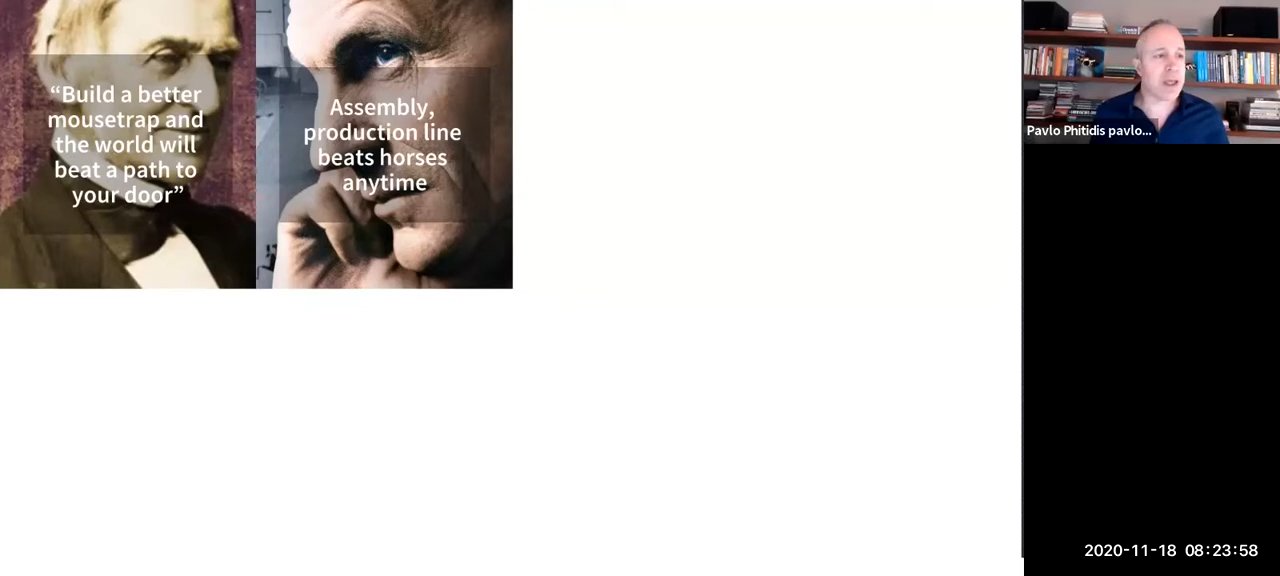 “Build a better
mousetrap and
the world will
beat a path to
your door”
Assembly,
production line
beats horses
anytime
Pavlo Phitidis pavlo...
2020-11-18 08:23:58